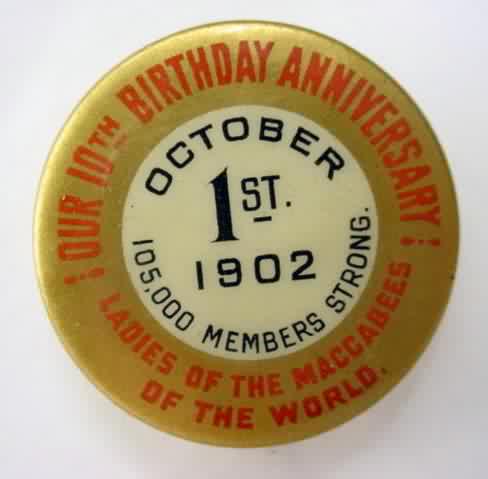 ! OUR 10TH BIRTHDAY ANNIVERSARY!
OCTOBER
1ST.
1902
105,000 MEMBERS STRONG.
LADIES OF THE MACCABEES
OF THE WORLD.